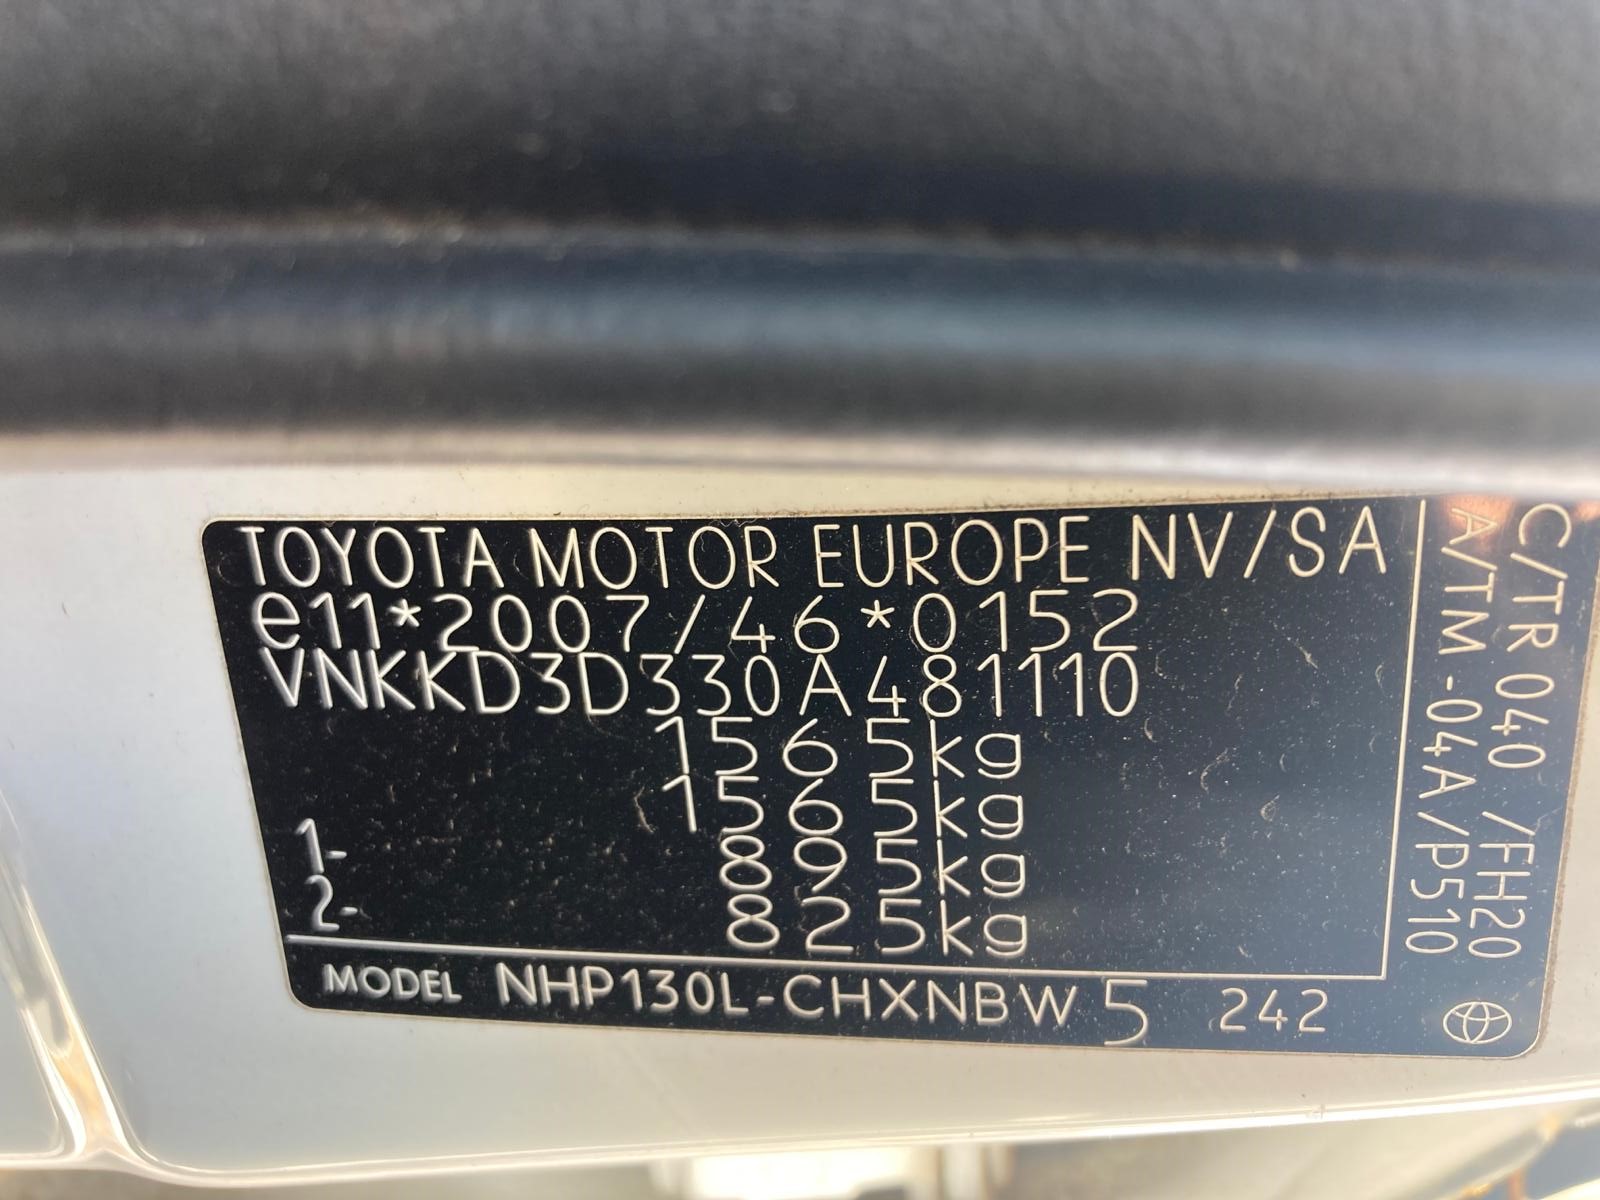 TOYOTA MOTOR EUROPE NV/SA
e11*2007/46*0152
VNKKD3D330A481110
1565kg
1565kg
1- 895kg
2- 825kg
MODEL NHP130L-CHXNBW 5 242
C/TR 040 /FH20
A/TM -04A/P510